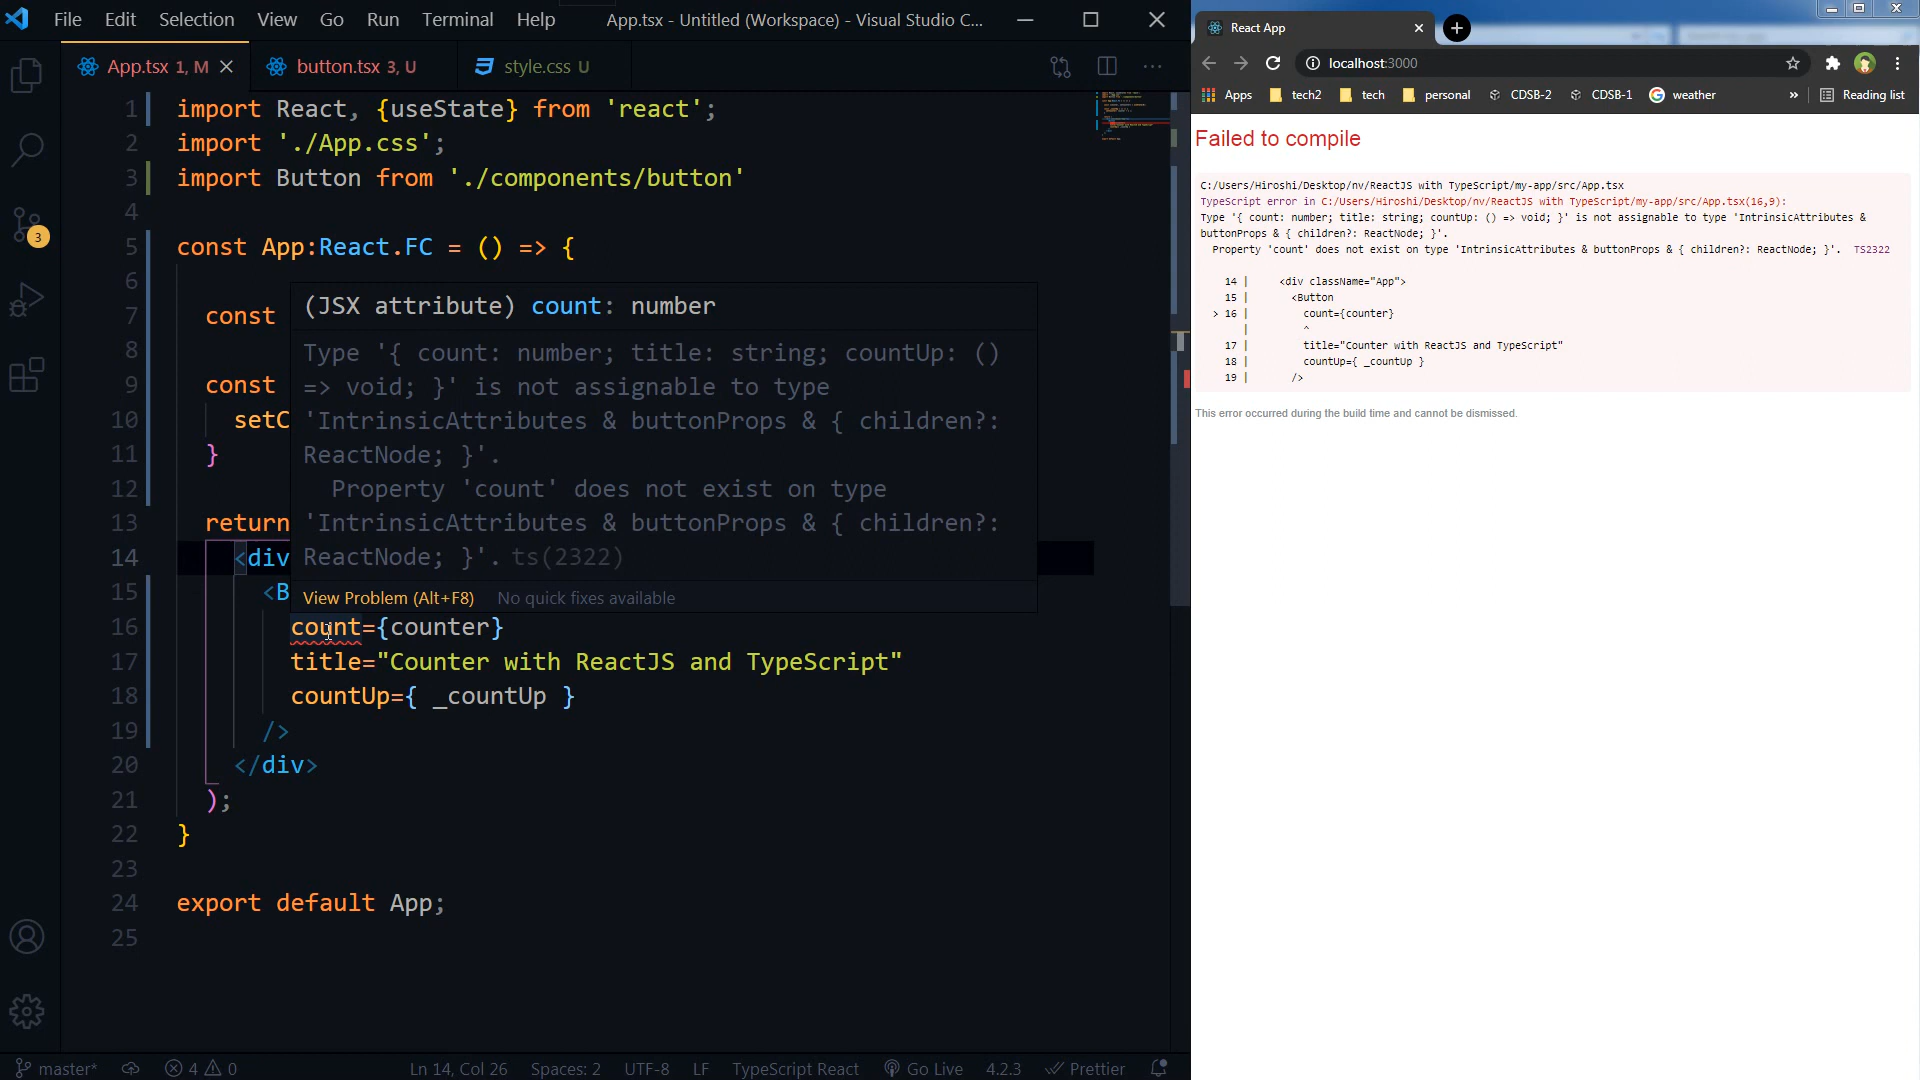 File Edit Selection View Go Run Terminal Help App.tsx - Untitled (Workspace) - Visual Studio C...
App.tsx 1, M button.tsx 3, U style.css U
1 import React, {useState} from 'react';
2 import './App.css';
3 import Button from './components/button'
4
5 const App:React.FC = () => {
6
(JSX attribute) count: number
7 const
8
Type '{ count: number; title: string; countUp: ()
=> void; }' is not assignable to type
9 const
'IntrinsicAttributes & buttonProps & { children?:
10 setC
ReactNode; }'.
11 }
Property 'count' does not exist on type
12
'IntrinsicAttributes & buttonProps & { children?:
13 return
ReactNode; }'. ts(2322)
14 <div
View Problem (Alt+F8) No quick fixes available
15 <B
16 count={counter}
17 title="Counter with ReactJS and TypeScript"
18 countUp={ _countUp }
19 />
20 </div>
21 );
22 }
23
24 export default App;
25
3
master* 4 0 Ln 14, Col 26 Spaces: 2 UTF-8 LF TypeScript React Go Live 4.2.3 Prettier
React App
localhost:3000
Apps tech2 tech personal CDSB-2 CDSB-1 weather » Reading list
Failed to compile
C:/Users/Hiroshi/Desktop/nv/ReactJS with TypeScript/my-app/src/App.tsx
TypeScript error in C:/Users/Hiroshi/Desktop/nv/ReactJS with TypeScript/my-app/src/App.tsx(16,9):
Type '{ count: number; title: string; countUp: () => void; }' is not assignable to type 'IntrinsicAttributes &
buttonProps & { children?: ReactNode; }'.
Property 'count' does not exist on type 'IntrinsicAttributes & buttonProps & { children?: ReactNode; }'. TS2322
14 | <div className="App">
15 | <Button
> 16 | count={counter}
| ^
17 | title="Counter with ReactJS and TypeScript"
18 | countUp={ _countUp }
19 | />
This error occurred during the build time and cannot be dismissed.